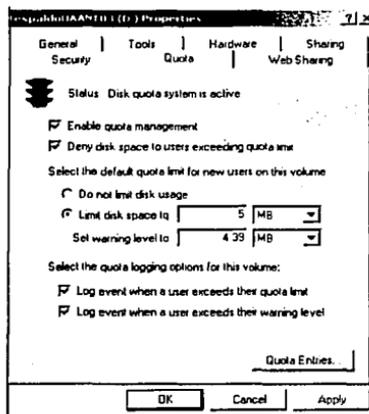 Properties
General Tools Hardware Sharing
Security Quota Web Sharing
Status Disk quota system is active
Enable quota management
Deny disk space to users exceeding quota limit
Select the default quota limit for new users on this volume
Do not limit disk usage
Limit disk space to 5 MB
Set warning level to 4.39 MB
Select the quota logging options for this volume:
Log event when a user exceeds their quota limit
Log event when a user exceeds their warning level
Quota Entries...
OK Cancel Apply